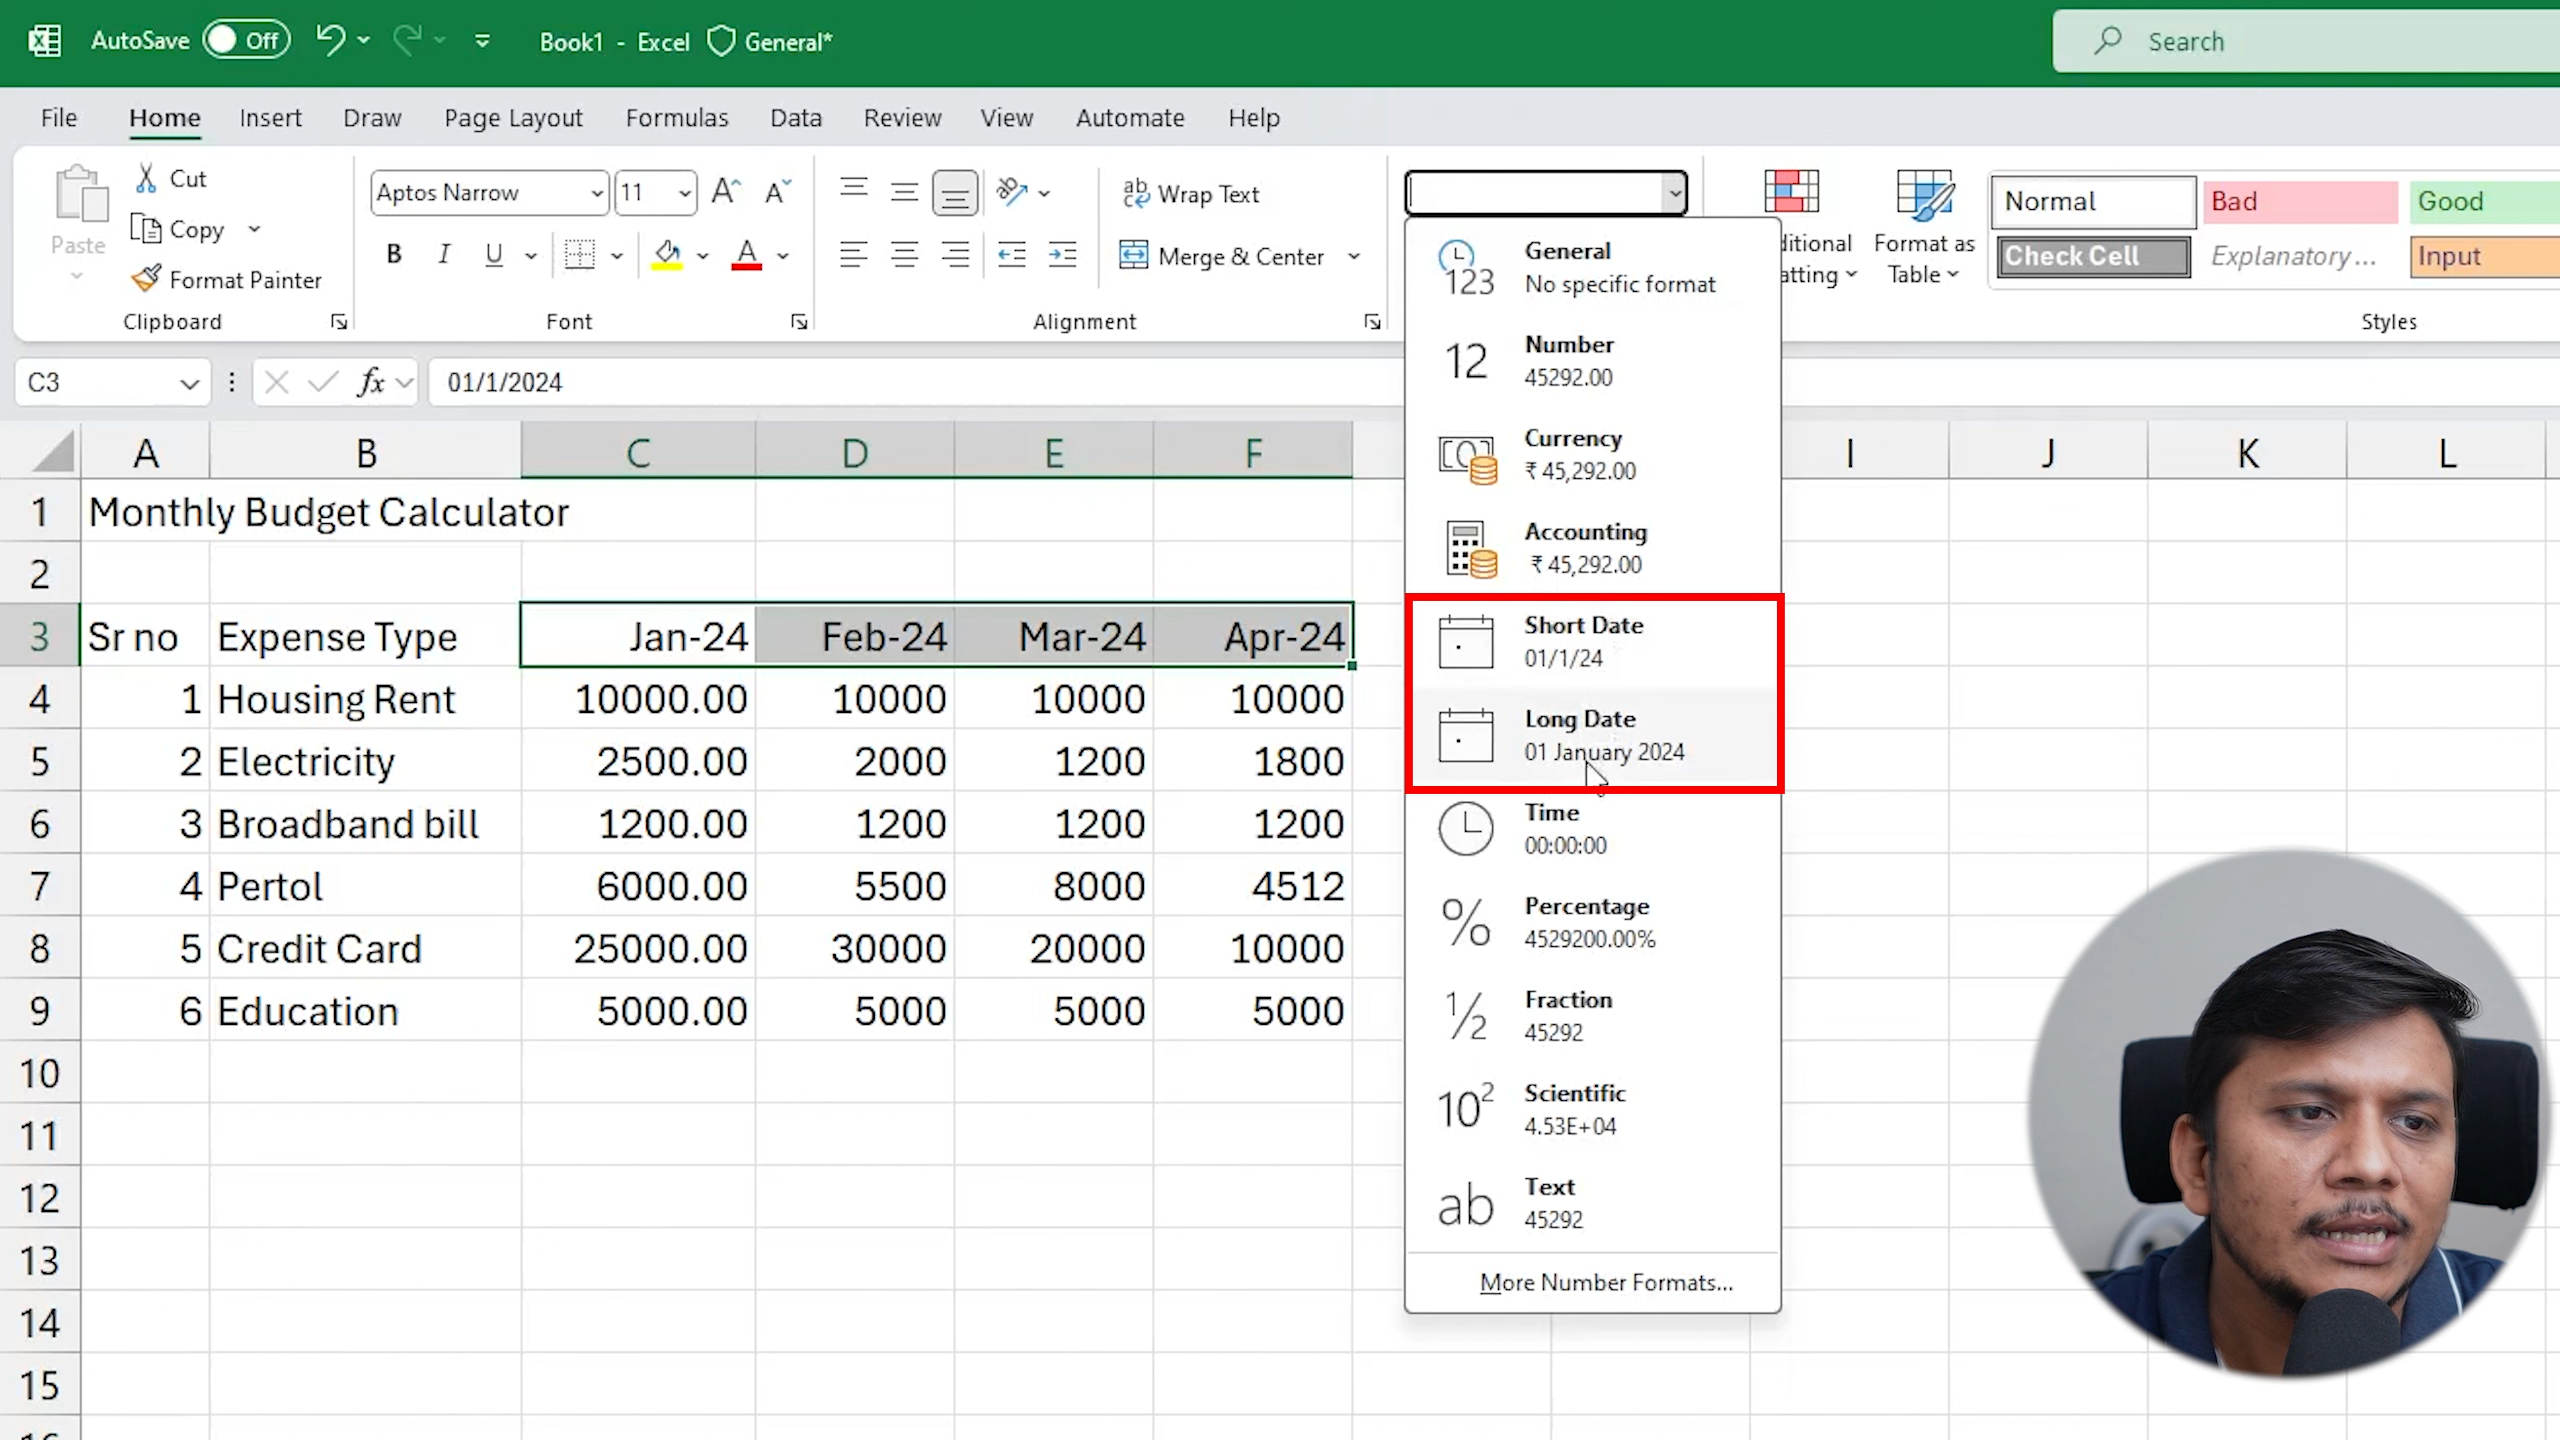 AutoSave Off Book1 - Excel General* Search
File Home Insert Draw Page Layout Formulas Data Review View Automate Help
Paste
Cut
Copy
Format Painter
Clipboard
Aptos Narrow 11
B I U A
Font
Wrap Text
Merge & Center
Alignment
ditional
atting
Format as
Table
Normal Bad Good
Check Cell Explanatory ... Input
Styles
C3 fx 01/1/2024
A B C D E F I J K L
1 Monthly Budget Calculator
2
3 Sr no Expense Type Jan-24 Feb-24 Mar-24 Apr-24
4 1 Housing Rent 10000.00 10000 10000 10000
5 2 Electricity 2500.00 2000 1200 1800
6 3 Broadband bill 1200.00 1200 1200 1200
7 4 Pertol 6000.00 5500 8000 4512
8 5 Credit Card 25000.00 30000 20000 10000
9 6 Education 5000.00 5000 5000 5000
10
11
12
13
14
15
123 General
No specific format
12 Number
45292.00
Currency
₹ 45,292.00
Accounting
₹ 45,292.00
Short Date
01/1/24
Long Date
01 January 2024
Time
00:00:00
% Percentage
4529200.00%
½ Fraction
45292
10² Scientific
4.53E+04
ab Text
45292
More Number Formats...